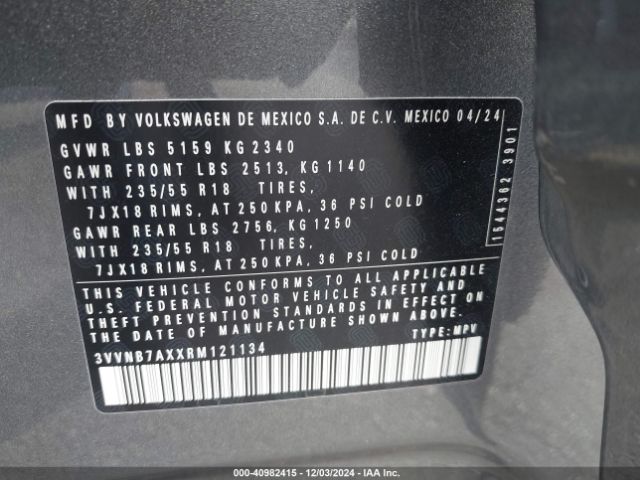 MFD BY VOLKSWAGEN DE MEXICO S.A. DE C.V. MEXICO 04/24
GVWR LBS 5159 KG 2340
GAWR FRONT LBS 2513, KG 1140
WITH 235/55 R18 TIRES,
7JX18 RIMS, AT 250 KPA, 36 PSI COLD
GAWR REAR LBS 2756, KG 1250
WITH 235/55 R18 TIRES,
7JX18 RIMS, AT 250 KPA, 36 PSI COLD
THIS VEHICLE CONFORMS TO ALL APPLICABLE
U.S. FEDERAL MOTOR VEHICLE SAFETY AND
THEFT PREVENTION STANDARDS IN EFFECT ON
THE DATE OF MANUFACTURE SHOWN ABOVE.
3VVNB7AXXRM121134 TYPE: MPV
1544362 3901
000-40982415 - 12/03/2024 - IAA Inc.